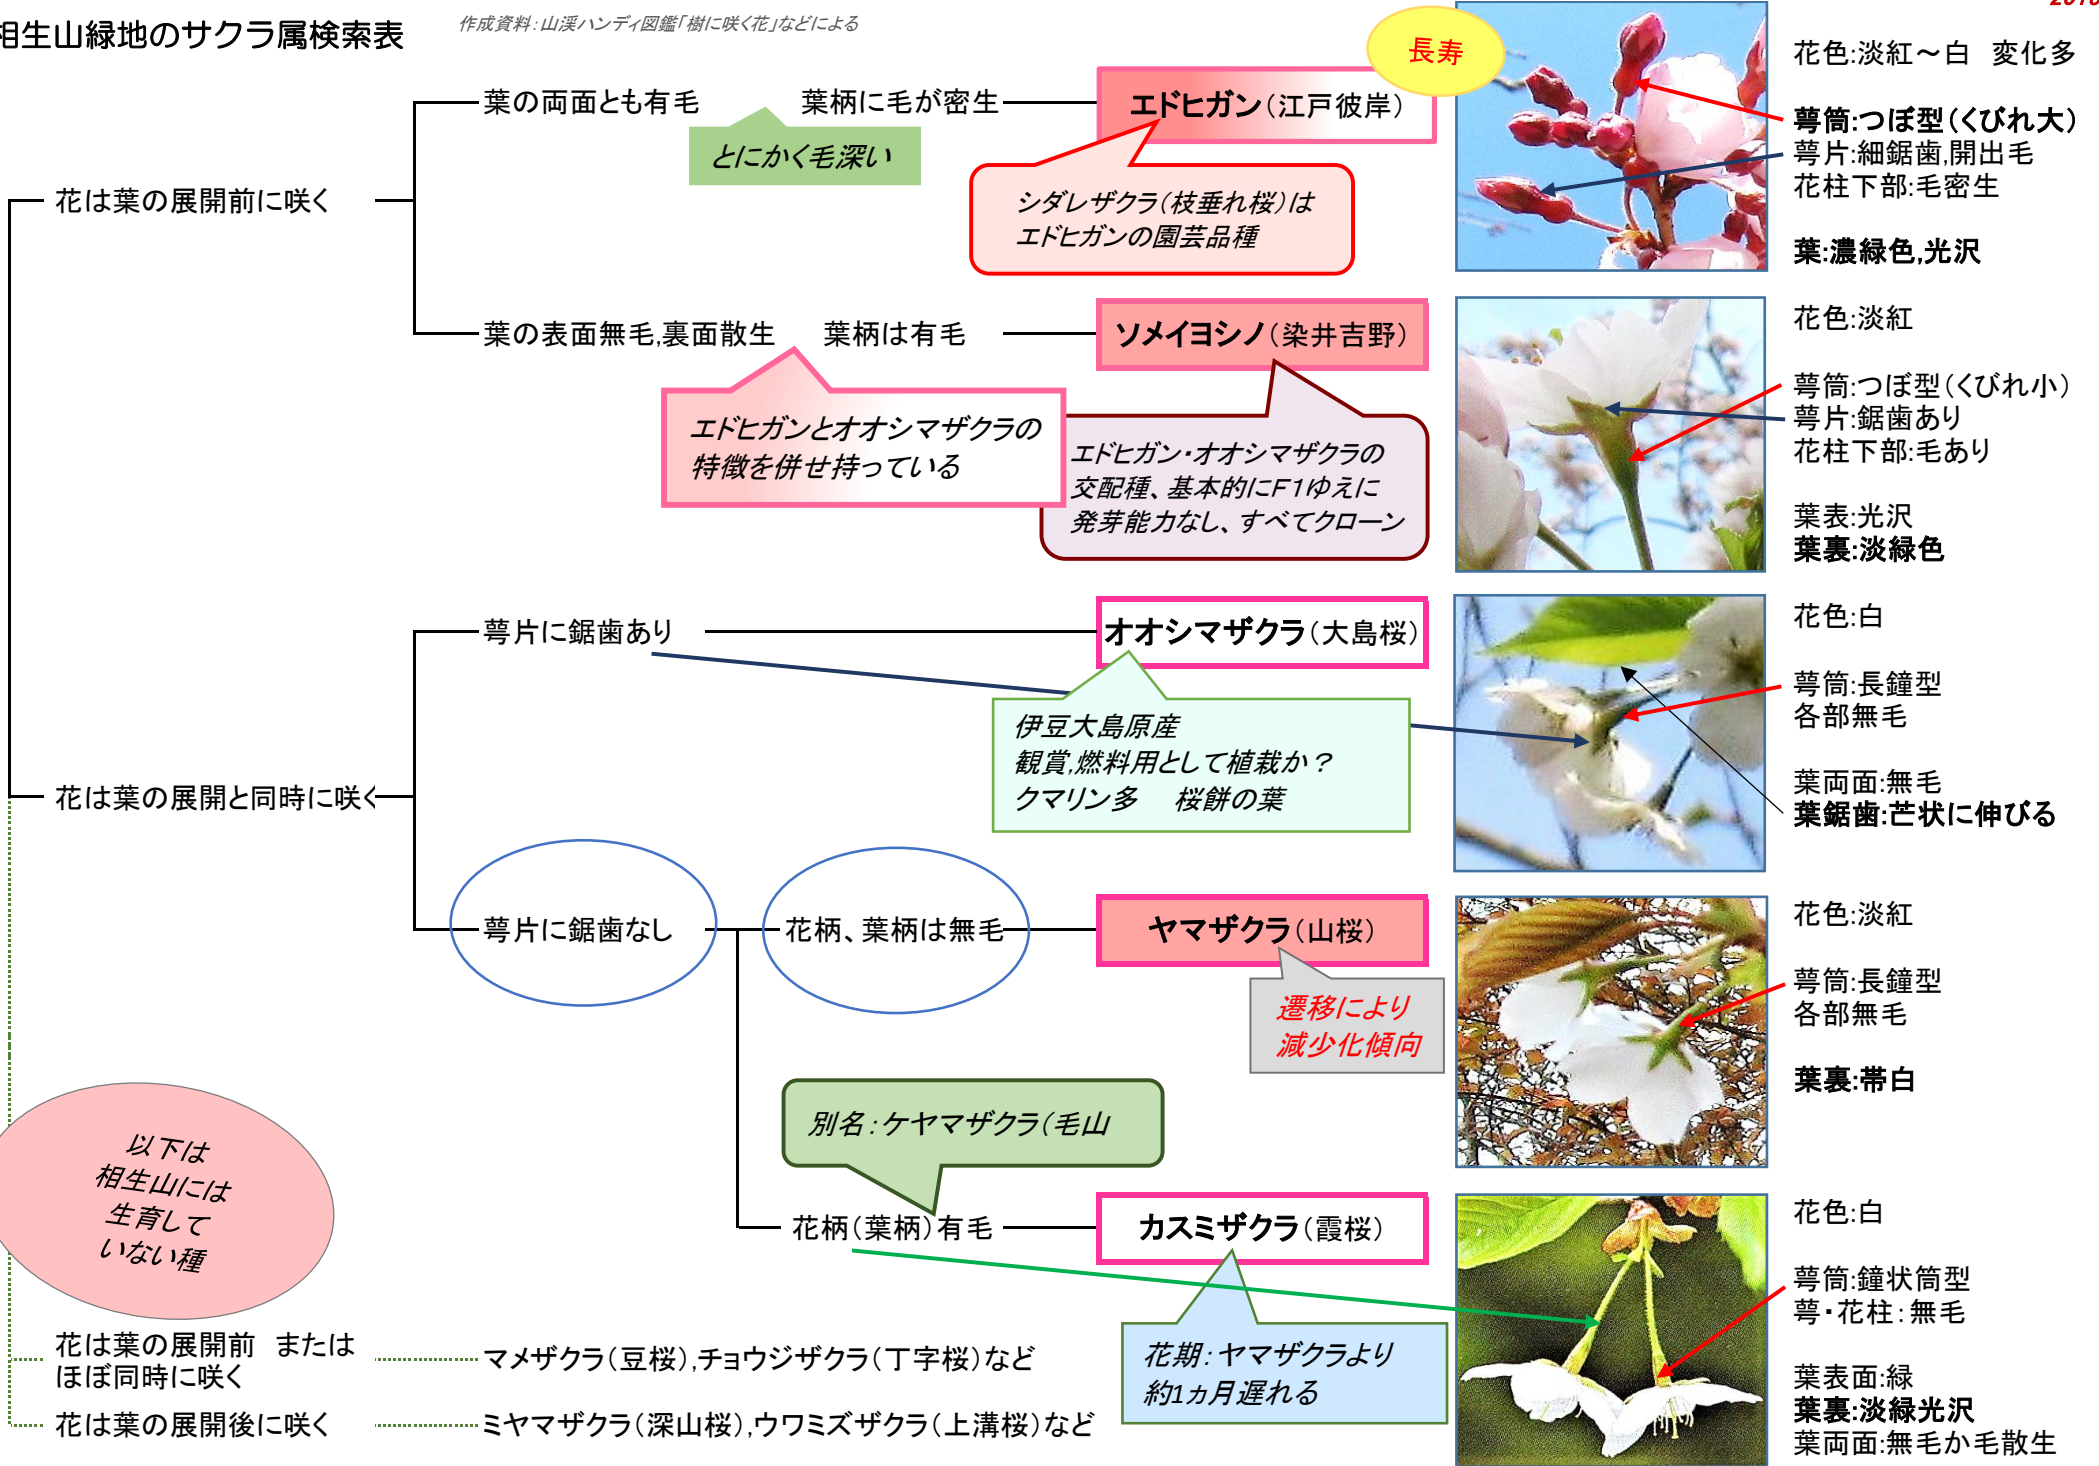 相生山緑地のサクラ属検索表
作成資料：山渓ハンディ図鑑「樹に咲く花」などによる
花は葉の展開前に咲く
葉の両面とも有毛　葉柄に毛が密生
とにかく毛深い
エドヒガン（江戸彼岸）
長寿
シダレザクラ（枝垂れ桜）は
エドヒガンの園芸品種
花色:淡紅～白　変化多
萼筒:つぼ型（くびれ大）
萼片:細鋸歯,開出毛
花柱下部:毛密生
葉:濃緑色,光沢
葉の表面無毛,裏面散生　葉柄は有毛
エドヒガンとオオシマザクラの
特徴を併せ持っている
ソメイヨシノ（染井吉野）
エドヒガン・オオシマザクラの
交配種、基本的にF1ゆえに
発芽能力なし、すべてクローン
花色:淡紅
萼筒:つぼ型（くびれ小）
萼片:鋸歯あり
花柱下部:毛あり
葉表:光沢
葉裏:淡緑色
花は葉の展開と同時に咲く
萼片に鋸歯あり
オオシマザクラ（大島桜）
伊豆大島原産
観賞,燃料用として植栽か？
クマリン多　桜餅の葉
花色:白
萼筒:長鐘型
各部無毛
葉両面:無毛
葉鋸歯:芒状に伸びる
萼片に鋸歯なし
花柄、葉柄は無毛
ヤマザクラ（山桜）
遷移により
減少化傾向
花色:淡紅
萼筒:長鐘型
各部無毛
葉裏:帯白
別名：ケヤマザクラ（毛山
花柄（葉柄）有毛
カスミザクラ（霞桜）
花期：ヤマザクラより
約1ヵ月遅れる
花色:白
萼筒:鐘状筒型
萼・花柱：無毛
葉表面:緑
葉裏:淡緑光沢
葉両面:無毛か毛散生
以下は
相生山には
生育して
いない種
花は葉の展開前　または
ほぼ同時に咲く
マメザクラ（豆桜）,チョウジザクラ（丁字桜）など
花は葉の展開後に咲く
ミヤマザクラ（深山桜）,ウワミズザクラ（上溝桜）など